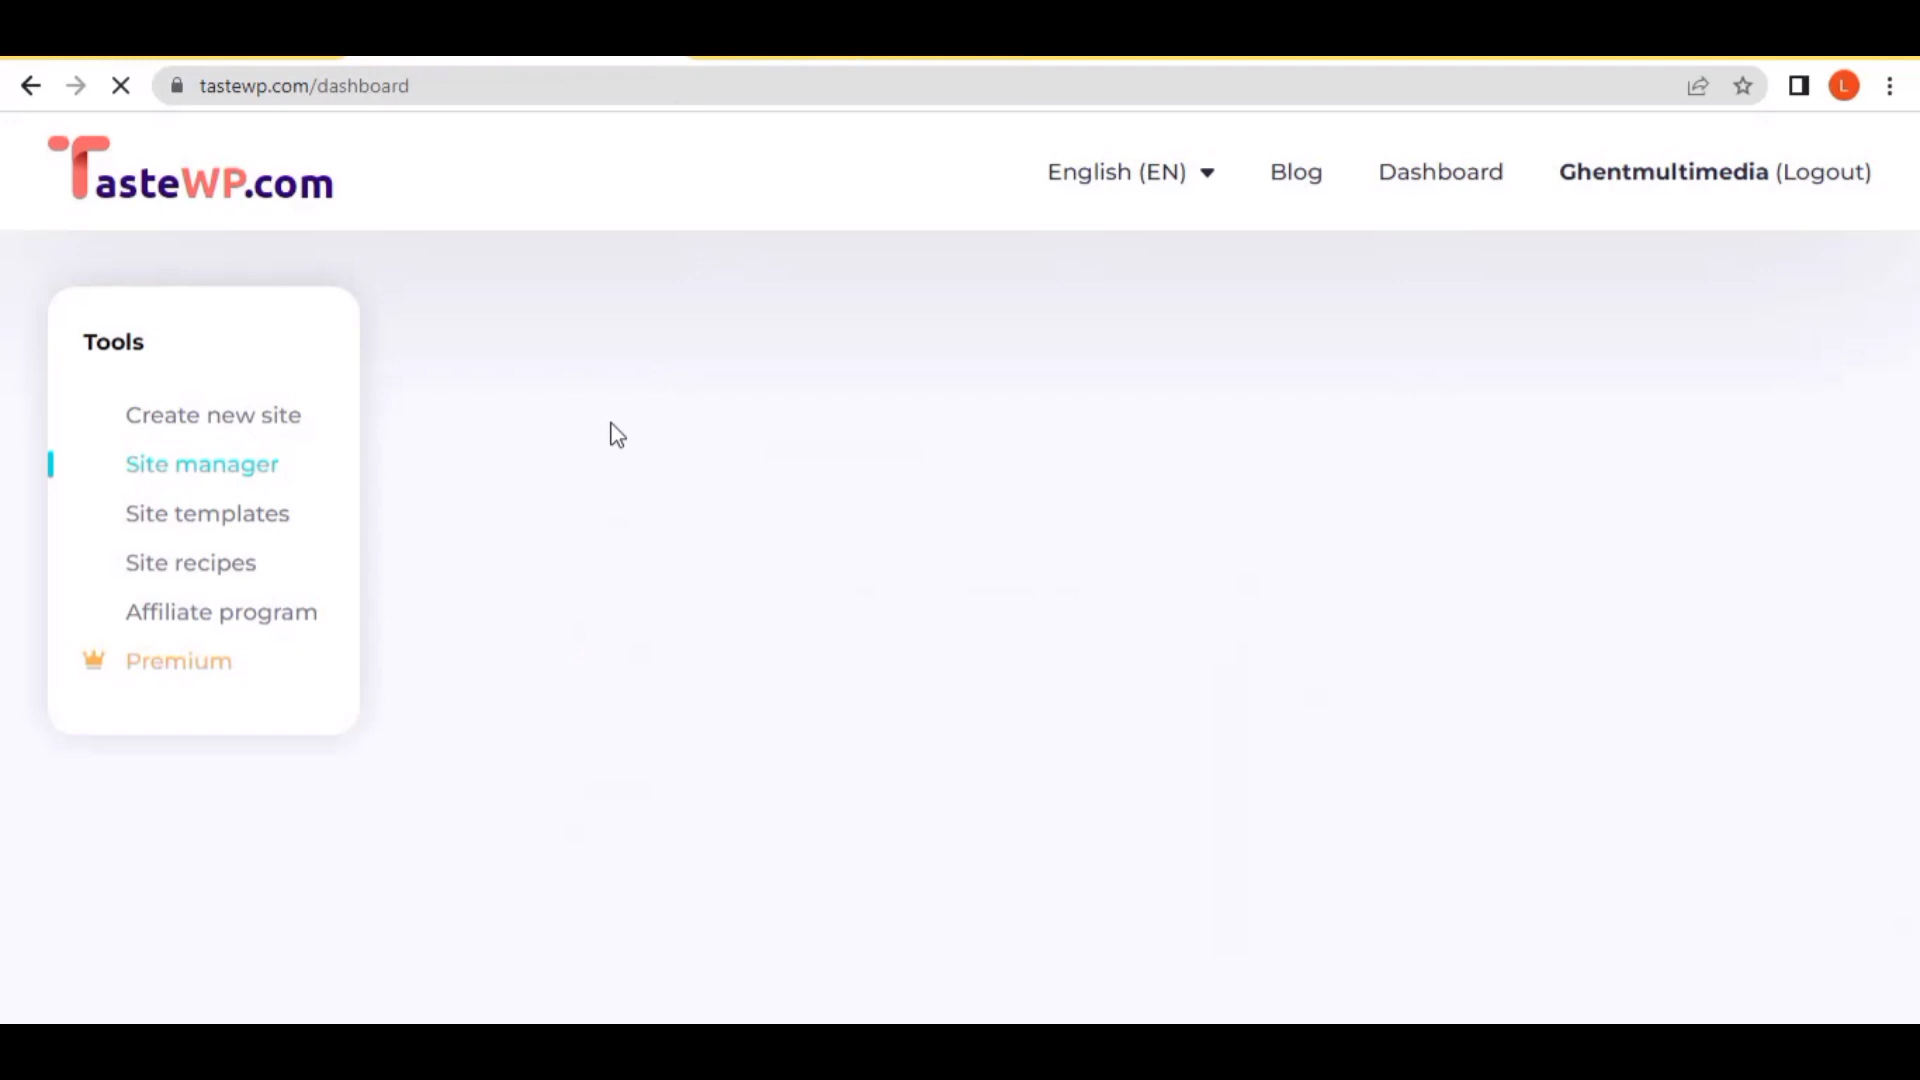 tastewp.com/dashboard
L
TasteWP.com
English (EN)
Blog
Dashboard
Ghentmultimedia (Logout)
Tools
Create new site
Site manager
Site templates
Site recipes
Affiliate program
Premium